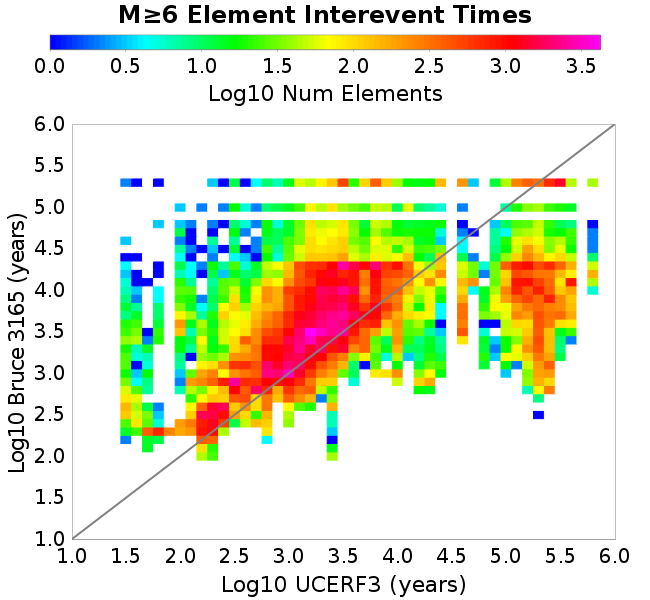 M≥6 Element Interevent Times
0.0 0.5 1.0 1.5 2.0 2.5 3.0 3.5
Log10 Num Elements
6.0
5.5
5.0
4.5
4.0
3.5
3.0
2.5
2.0
1.5
1.0
Log10 Bruce 3165 (years)
1.0 1.5 2.0 2.5 3.0 3.5 4.0 4.5 5.0 5.5 6.0
Log10 UCERF3 (years)